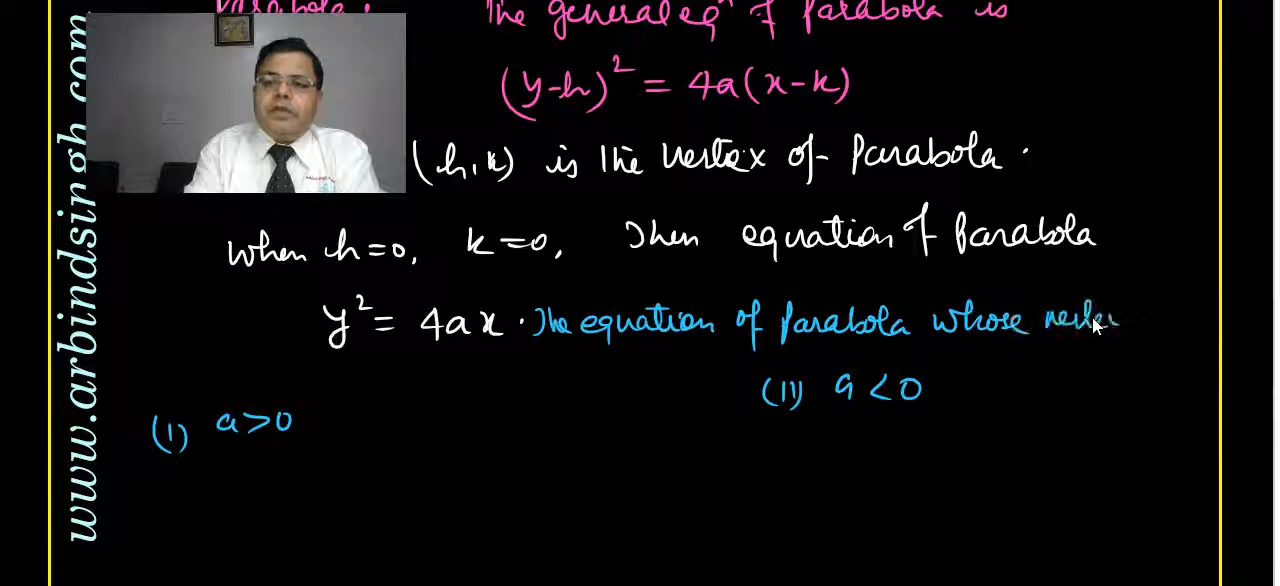 Parabola: The general eqⁿ of Parabola is
(y-h)² = 4a(x-k)
(h,k) is the vertex of Parabola.
When h=0, k=0, Then equation of Parabola
y² = 4ax. The equation of Parabola whose
(I) a>0
(II) a<0
www.arbindsingh.com